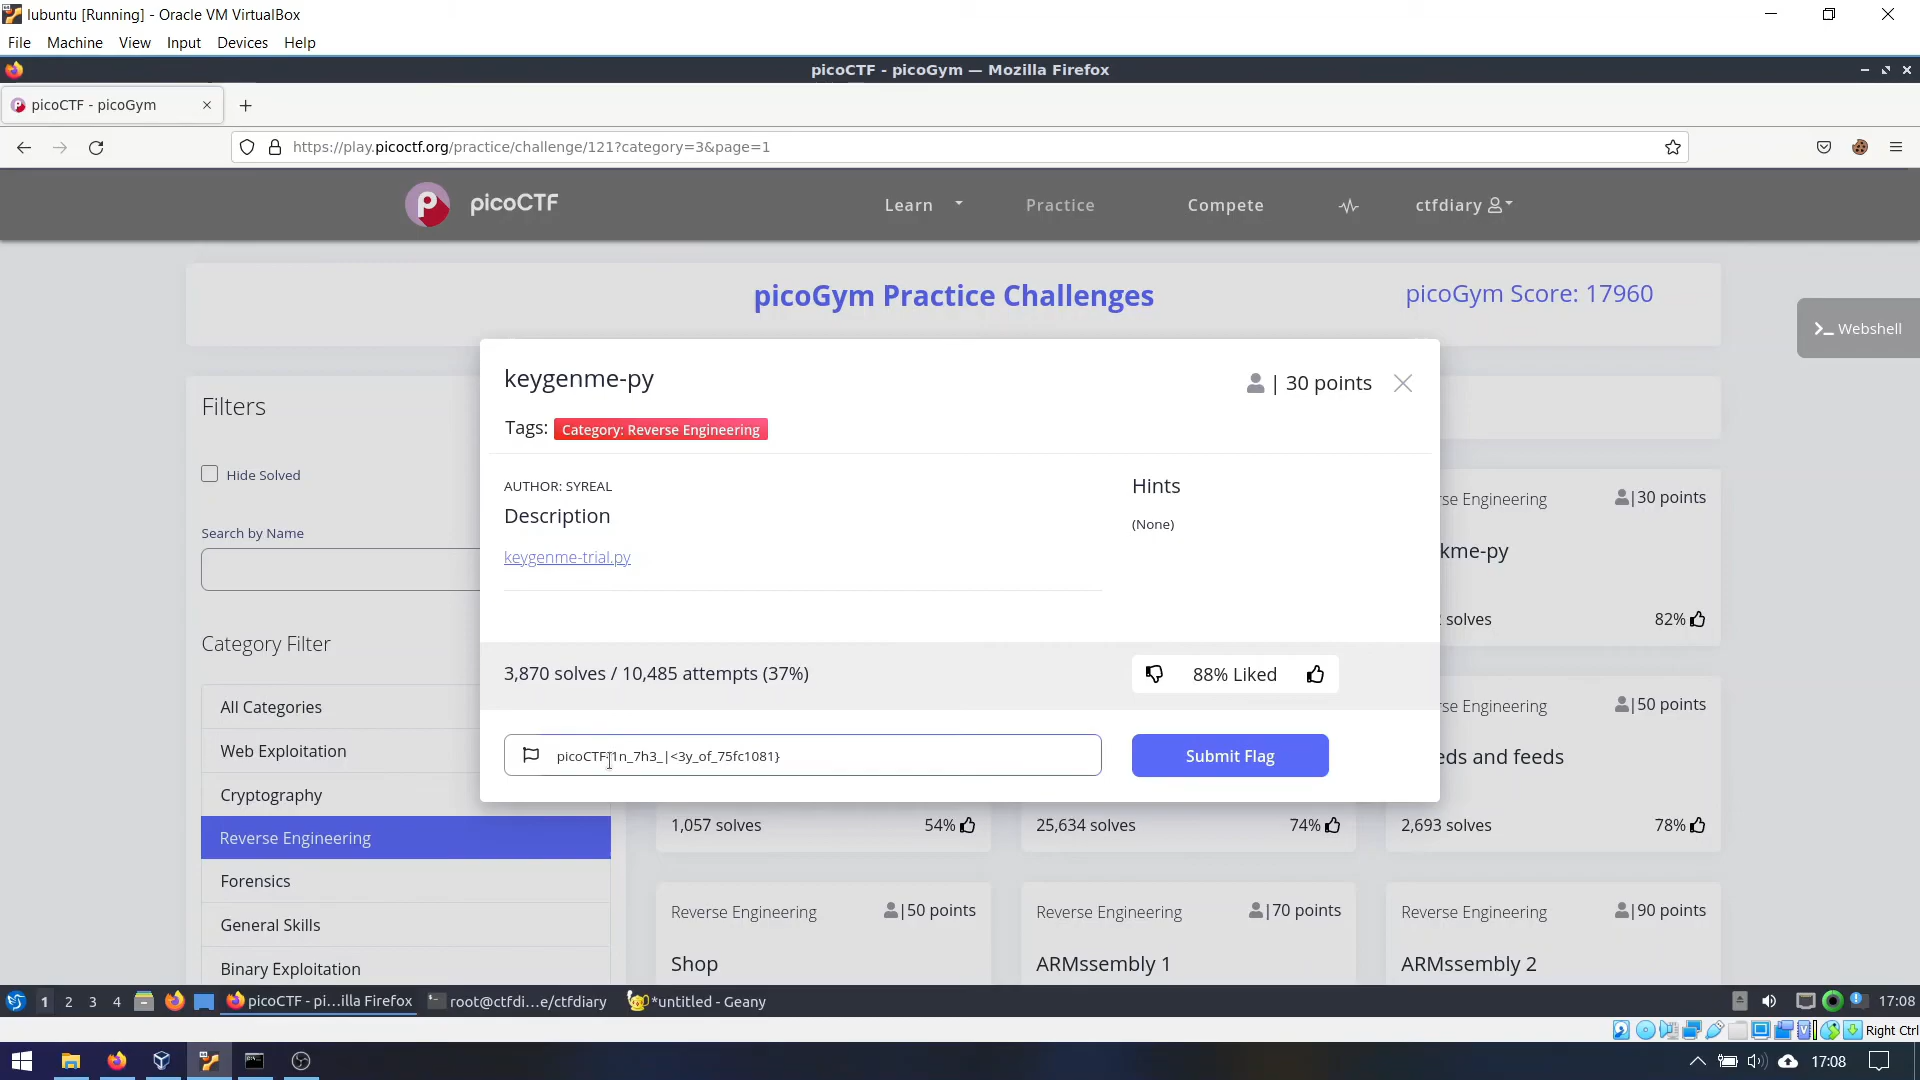 lubuntu [Running] - Oracle VM VirtualBox
File Machine View Input Devices Help
picoCTF - picoGym — Mozilla Firefox
picoCTF - picoGym
https://play.picoctf.org/practice/challenge/121?category=3&page=1
picoCTF
Learn Practice Compete ctfdiary
picoGym Practice Challenges
picoGym Score: 17960
Webshell
Filters
Hide Solved
Search by Name
Category Filter
All Categories
Web Exploitation
Cryptography
Reverse Engineering
Forensics
General Skills
Binary Exploitation
keygenme-py
| 30 points
Tags: Category: Reverse Engineering
AUTHOR: SYREAL
Description
keygenme-trial.py
Hints
(None)
3,870 solves / 10,485 attempts (37%)
88% Liked
picoCTF{1n_7h3_|<3y_of_75fc1081}
Submit Flag
rse Engineering |30 points
kme-py
solves 82%
rse Engineering |50 points
eds and feeds
1,057 solves 54%
25,634 solves 74%
2,693 solves 78%
Reverse Engineering |50 points
Shop
Reverse Engineering |70 points
ARMssembly 1
Reverse Engineering |90 points
ARMssembly 2
1 2 3 4 picoCTF - pi...illa Firefox root@ctfdi...e/ctfdiary *untitled - Geany 17:08
Right Ctrl
17:08